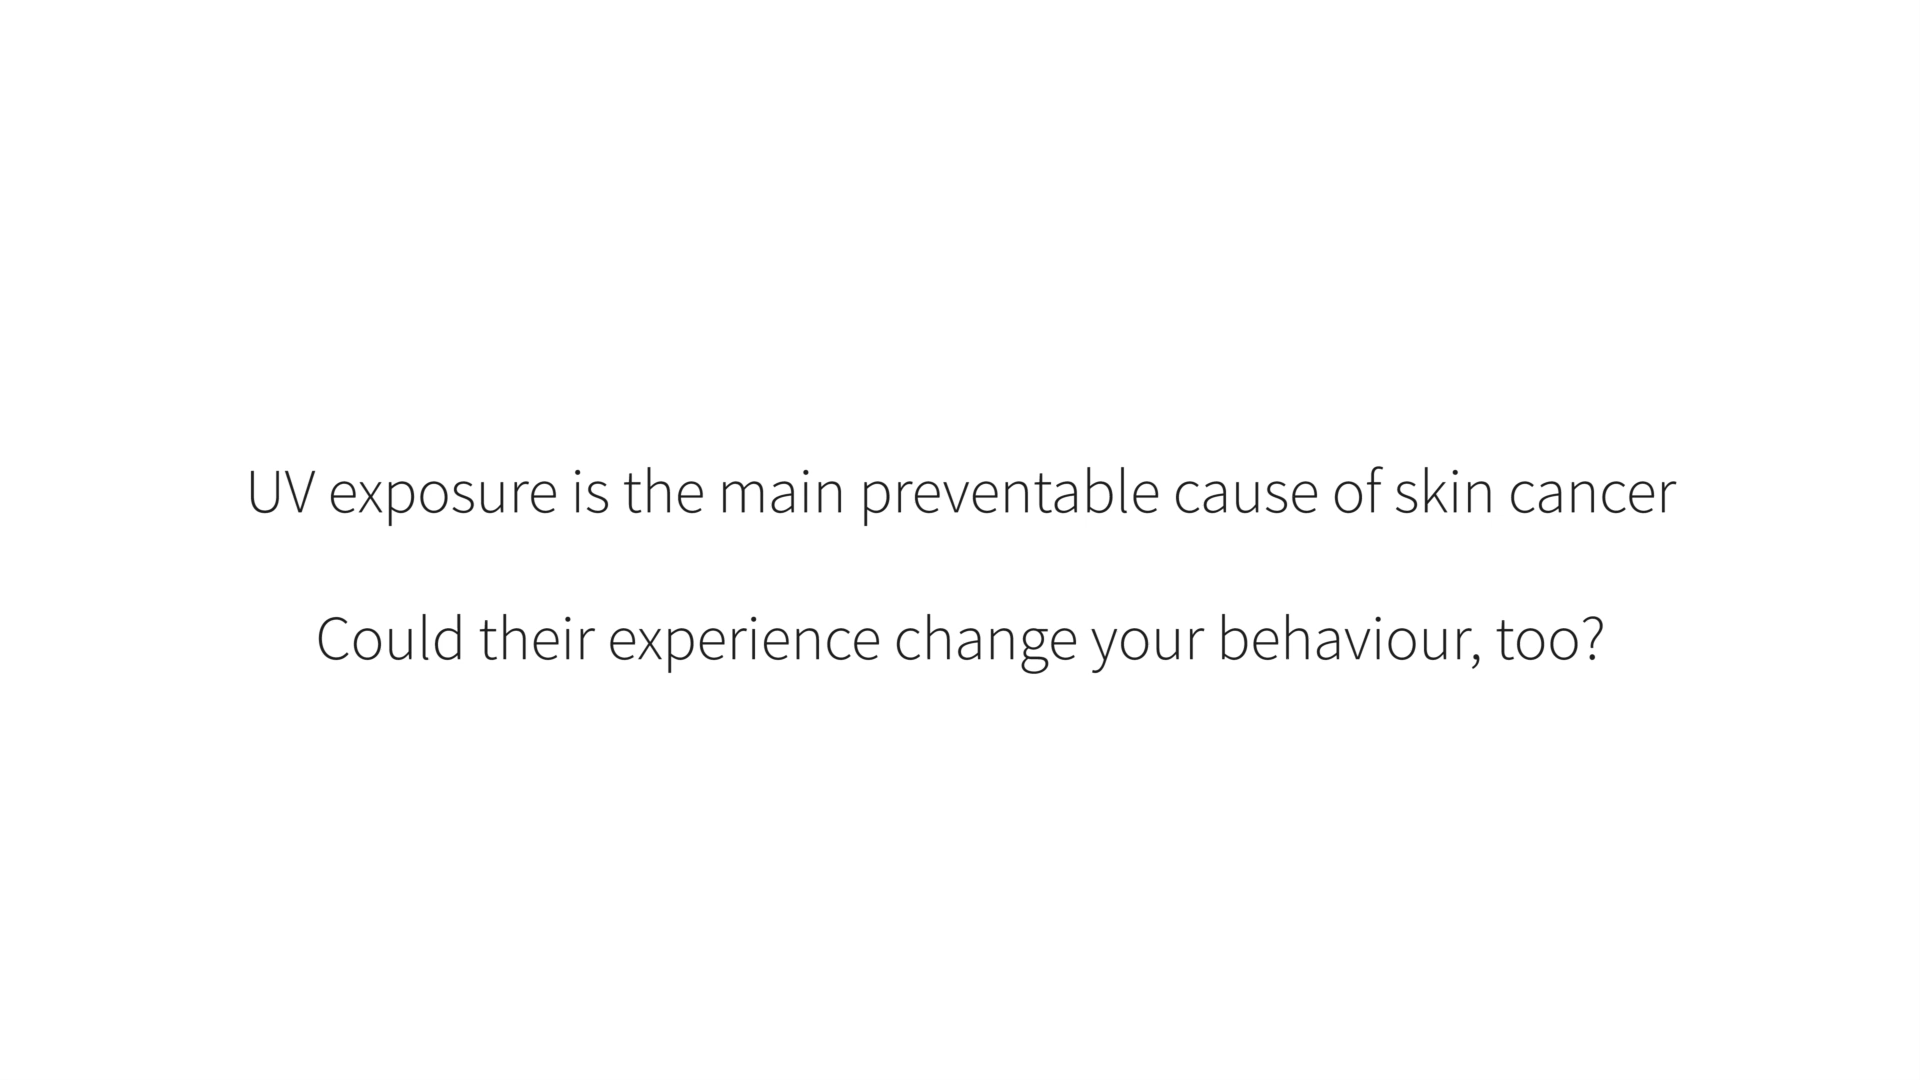 UV exposure is the main preventable cause of skin cancer
Could their experience change your behaviour, too?